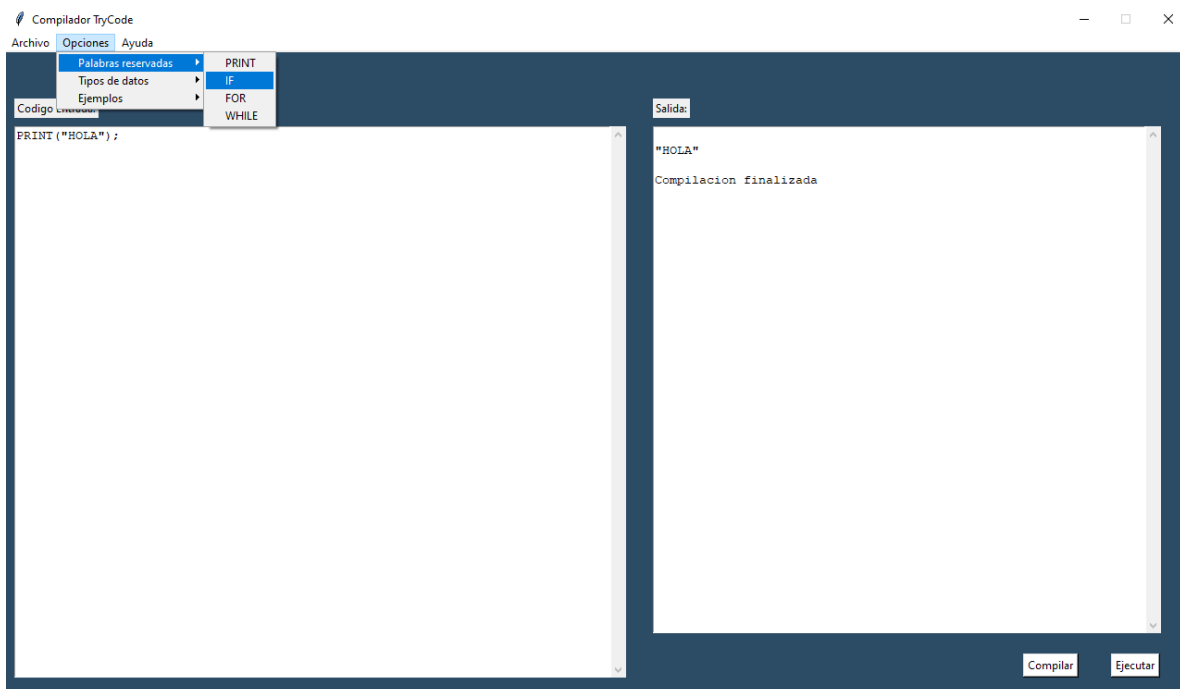 Compilador TryCode
Archivo Opciones Ayuda
Palabras reservadas
Tipos de datos
Ejemplos
PRINT
IF
FOR
WHILE
Codigo
Salida:
PRINT("HOLA");
"HOLA"
Compilacion finalizada
Compilar
Ejecutar